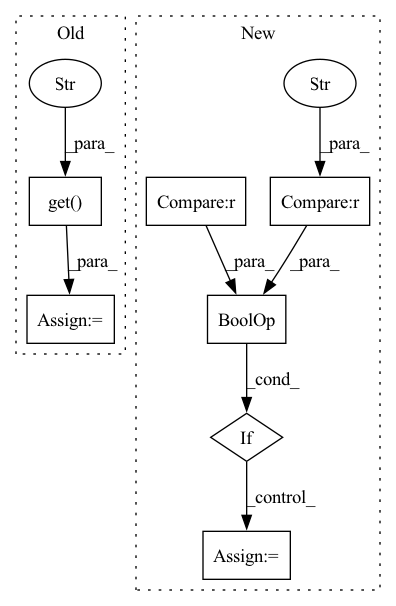 Old
New
Str
Str
_para_
_para_
get()
Compare:r
Compare:r
_para_
_para_
_para_
Assign:=
BoolOp
_cond_
If
_control_
Assign:=